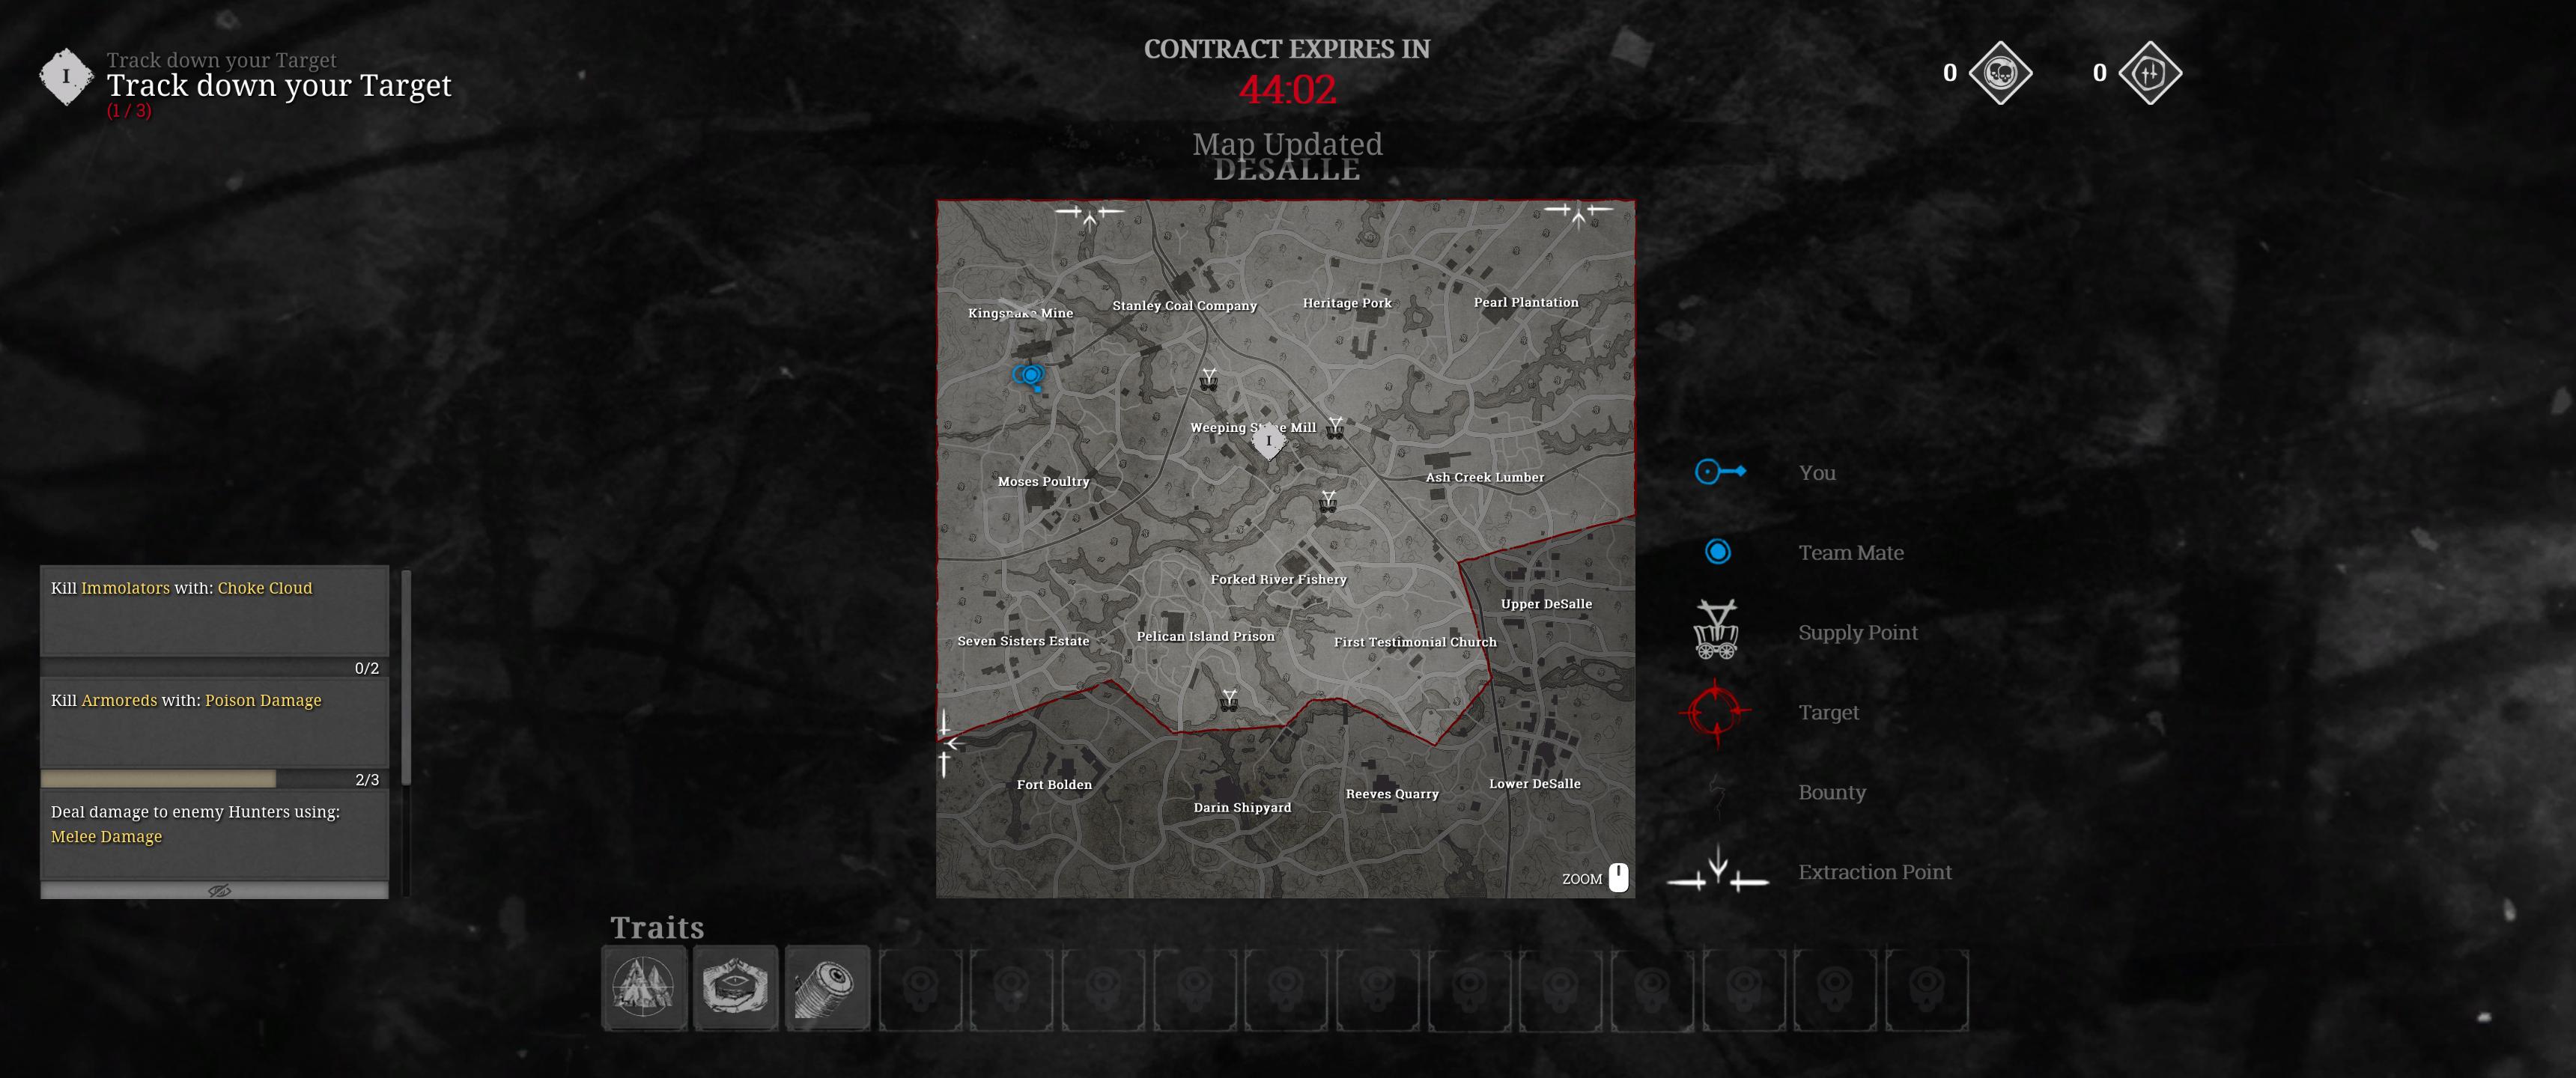 Track down your Target
Track down your Target
(1 / 3)
I
CONTRACT EXPIRES IN
44:02
Map Updated
DESALLE
0
0
Kingsnake Mine
Stanley Coal Company
Heritage Pork
Pearl Plantation
Weeping Stone Mill
I
Moses Poultry
Ash Creek Lumber
Forked River Fishery
Upper DeSalle
Seven Sisters Estate
Pelican Island Prison
First Testimonial Church
Fort Bolden
Darin Shipyard
Reeves Quarry
Lower DeSalle
ZOOM
You
Team Mate
Supply Point
Target
Bounty
Extraction Point
Kill Immolators with: Choke Cloud
0/2
Kill Armoreds with: Poison Damage
2/3
Deal damage to enemy Hunters using:
Melee Damage
Traits